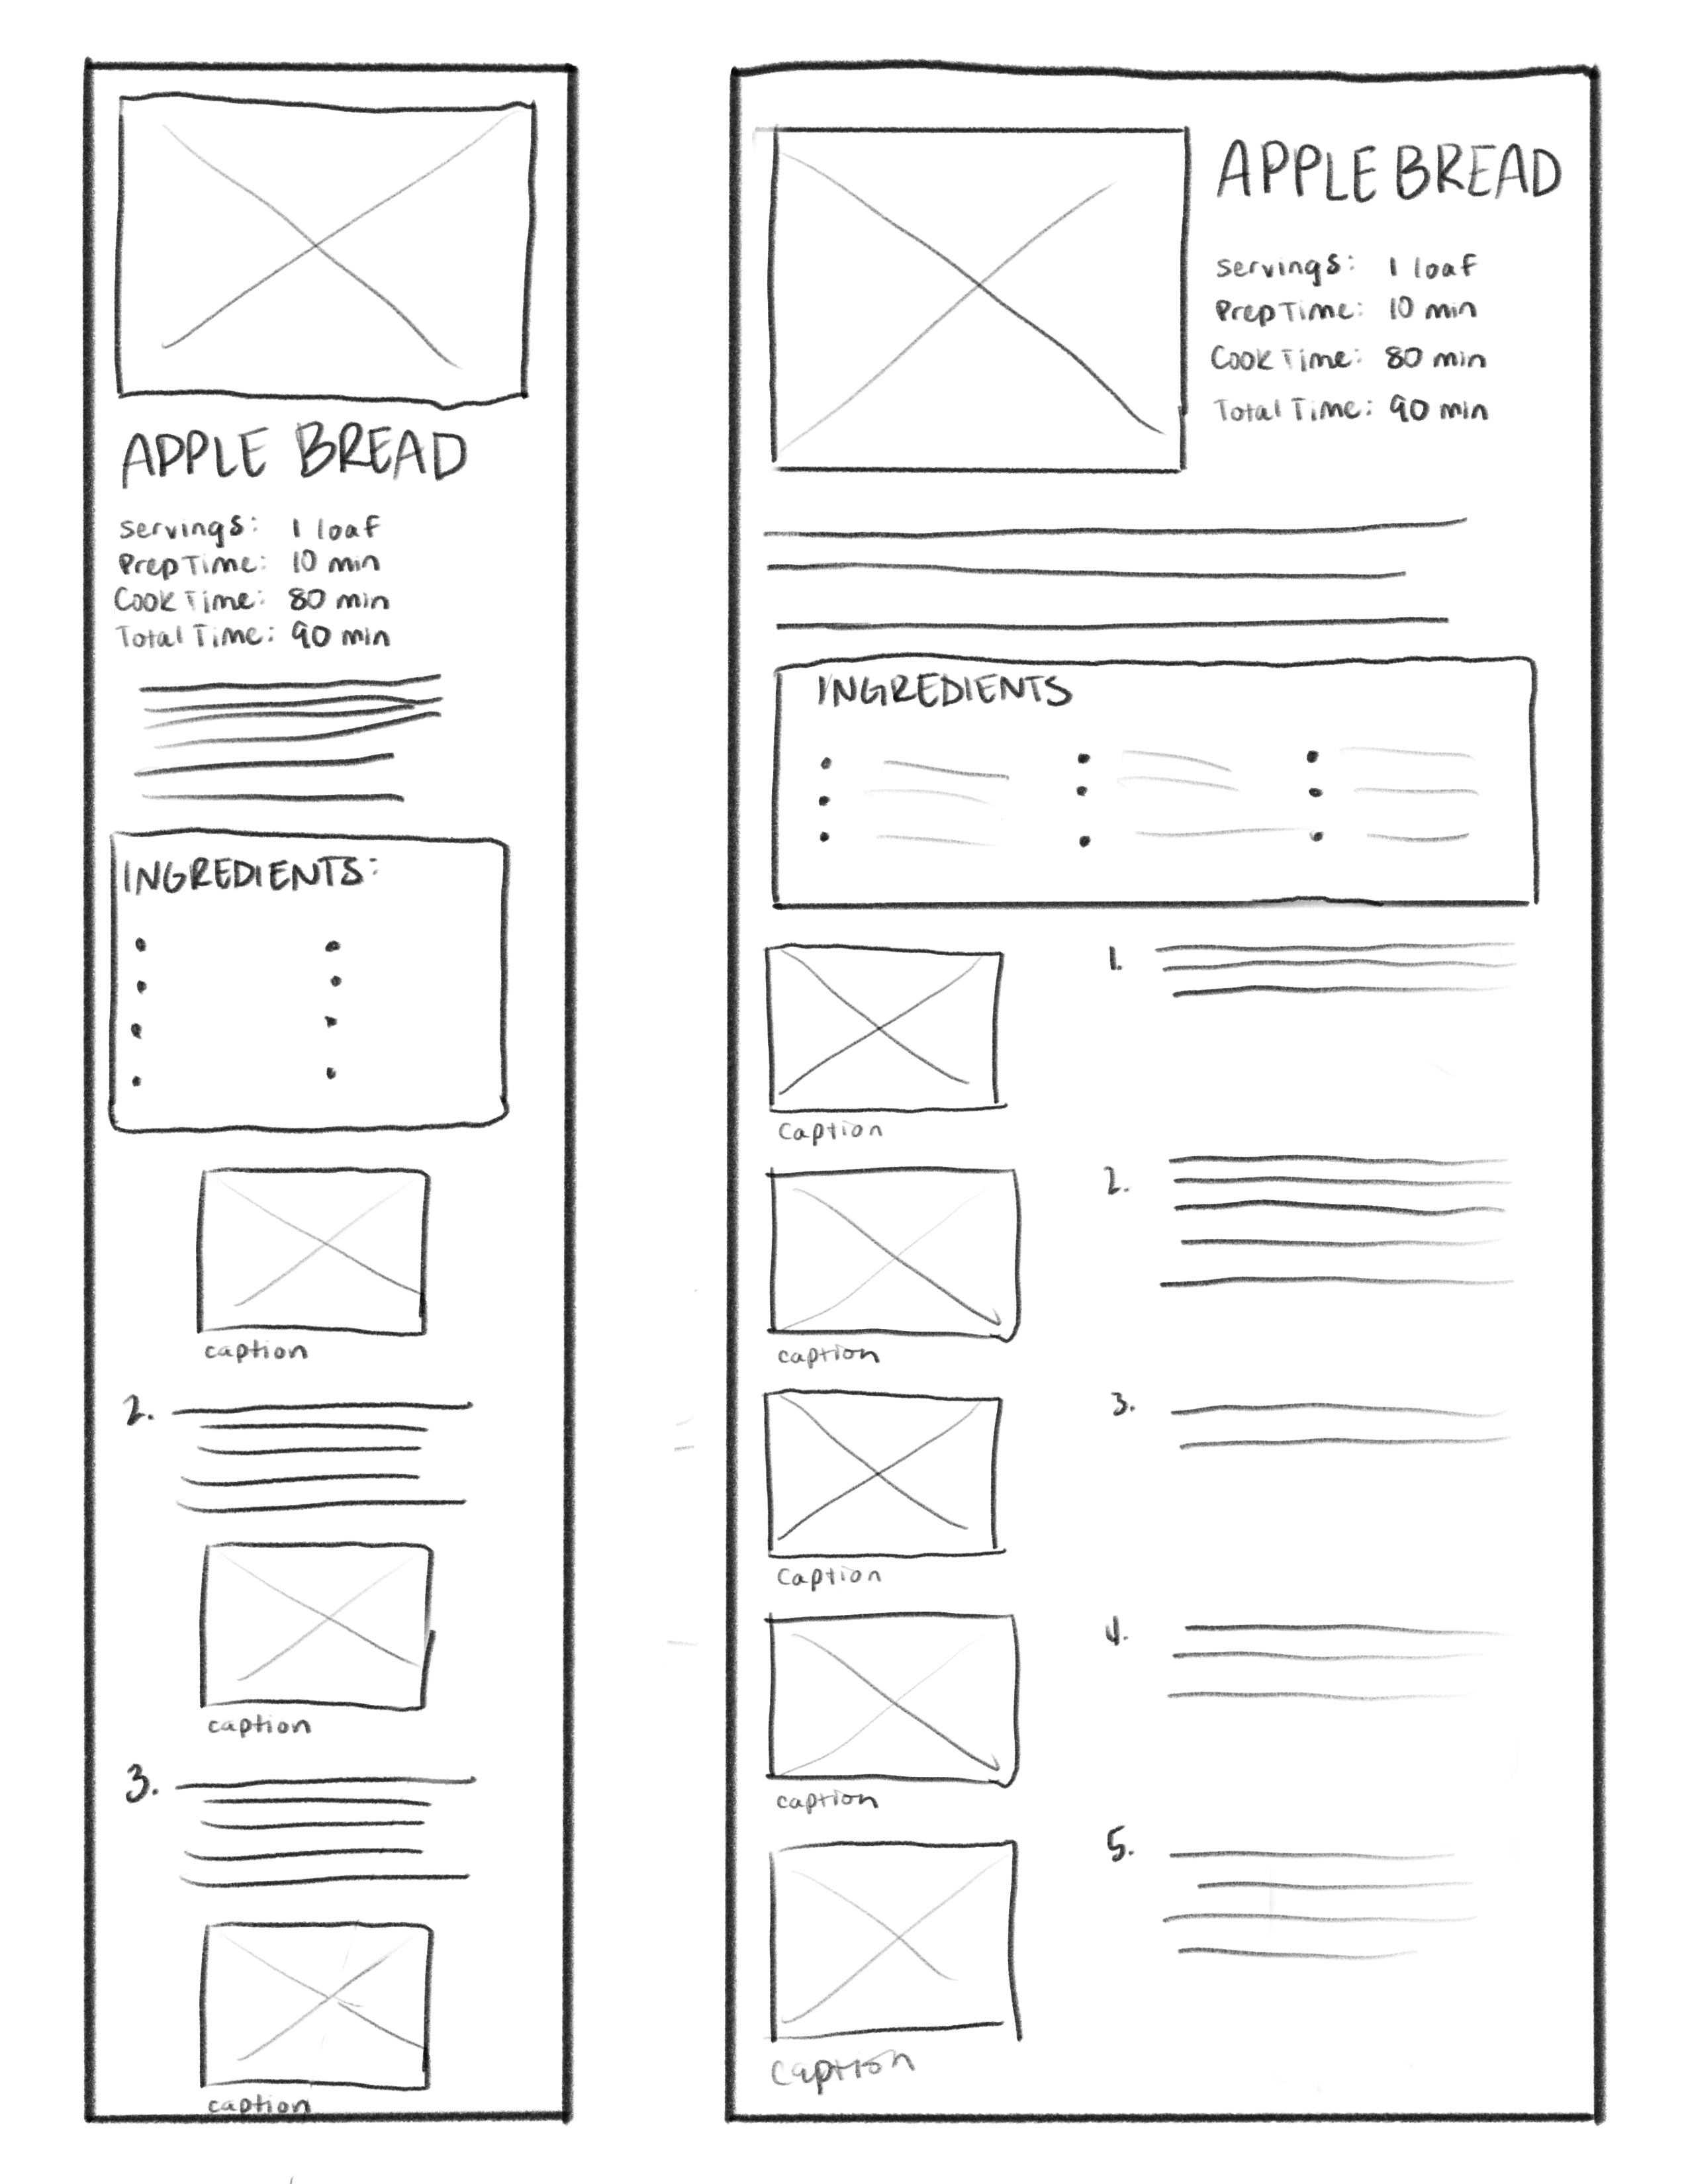 APPLE BREAD
servings: 1 loaf
Prep Time: 10 min
Cook Time: 80 min
Total Time: 90 min
INGREDIENTS:
caption
2.
caption
3.
caption
APPLE BREAD
servings: 1 loaf
Prep Time: 10 min
Cook Time: 80 min
Total Time: 90 min
INGREDIENTS
1.
Caption
2.
caption
3.
Caption
4.
caption
5.
caption